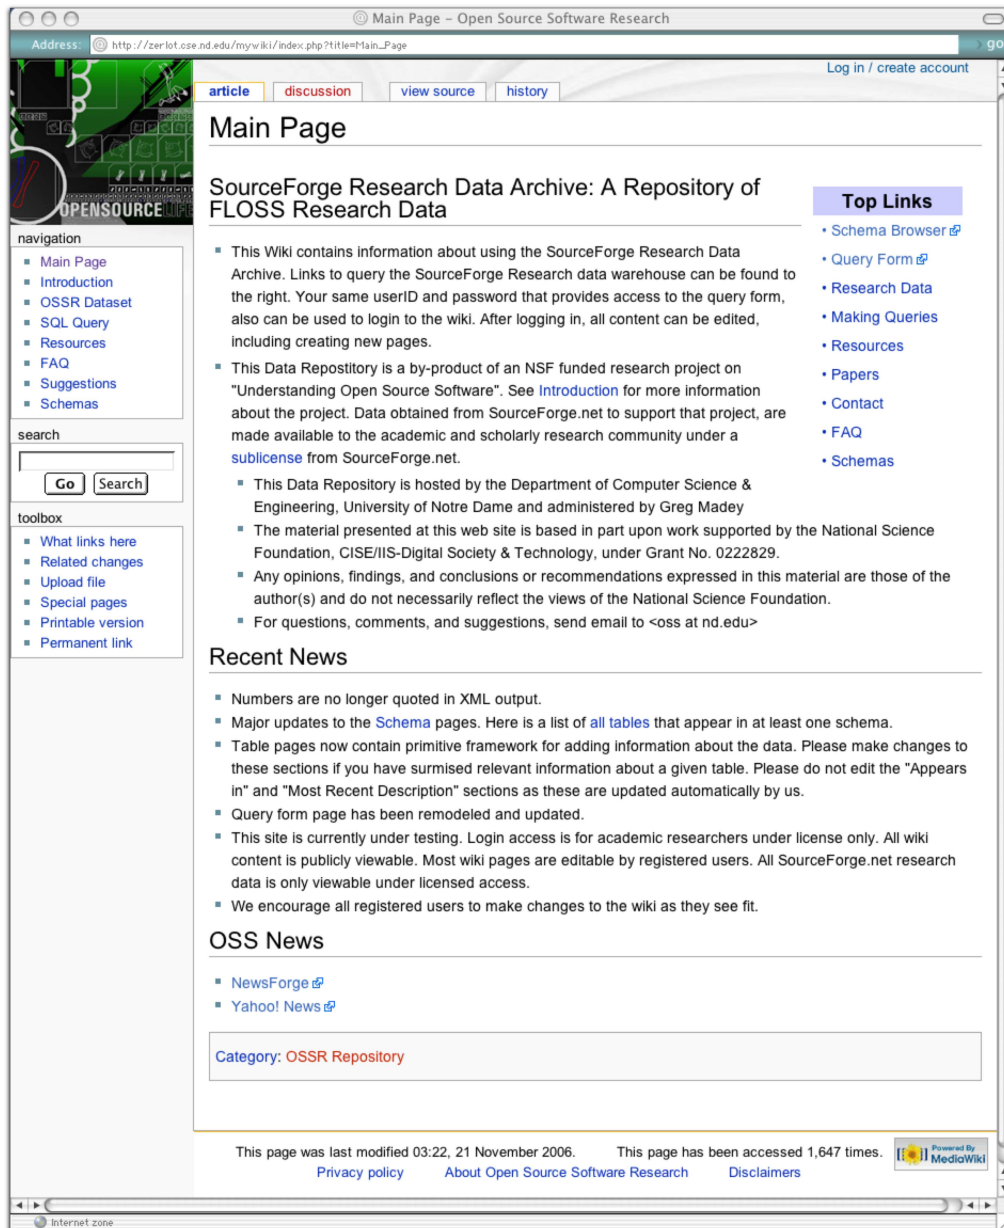 Main Page – Open Source Software Research
Address: http://zerlot.cse.nd.edu/mywiki/index.php?title=Main_Page
go
Log in / create account
article discussion view source history
OPENSOURCELIFE
Main Page
SourceForge Research Data Archive: A Repository of
FLOSS Research Data
This Wiki contains information about using the SourceForge Research Data
Archive. Links to query the SourceForge Research data warehouse can be found to
the right. Your same userID and password that provides access to the query form,
also can be used to login to the wiki. After logging in, all content can be edited,
including creating new pages.
This Data Repostitory is a by-product of an NSF funded research project on
"Understanding Open Source Software". See Introduction for more information
about the project. Data obtained from SourceForge.net to support that project, are
made available to the academic and scholarly research community under a
sublicense from SourceForge.net.
This Data Repository is hosted by the Department of Computer Science &
Engineering, University of Notre Dame and administered by Greg Madey
The material presented at this web site is based in part upon work supported by the National Science
Foundation, CISE/IIS-Digital Society & Technology, under Grant No. 0222829.
Any opinions, findings, and conclusions or recommendations expressed in this material are those of the
author(s) and do not necessarily reflect the views of the National Science Foundation.
For questions, comments, and suggestions, send email to <oss at nd.edu>
Top Links
Schema Browser
Query Form
Research Data
Making Queries
Resources
Papers
Contact
FAQ
Schemas
navigation
Main Page
Introduction
OSSR Dataset
SQL Query
Resources
FAQ
Suggestions
Schemas
search
Go Search
toolbox
What links here
Related changes
Upload file
Special pages
Printable version
Permanent link
Recent News
Numbers are no longer quoted in XML output.
Major updates to the Schema pages. Here is a list of all tables that appear in at least one schema.
Table pages now contain primitive framework for adding information about the data. Please make changes to
these sections if you have surmised relevant information about a given table. Please do not edit the "Appears
in" and "Most Recent Description" sections as these are updated automatically by us.
Query form page has been remodeled and updated.
This site is currently under testing. Login access is for academic researchers under license only. All wiki
content is publicly viewable. Most wiki pages are editable by registered users. All SourceForge.net research
data is only viewable under licensed access.
We encourage all registered users to make changes to the wiki as they see fit.
OSS News
NewsForge
Yahoo! News
Category: OSSR Repository
This page was last modified 03:22, 21 November 2006. This page has been accessed 1,647 times.
Powered By
MediaWiki
Privacy policy About Open Source Software Research Disclaimers
Internet zone